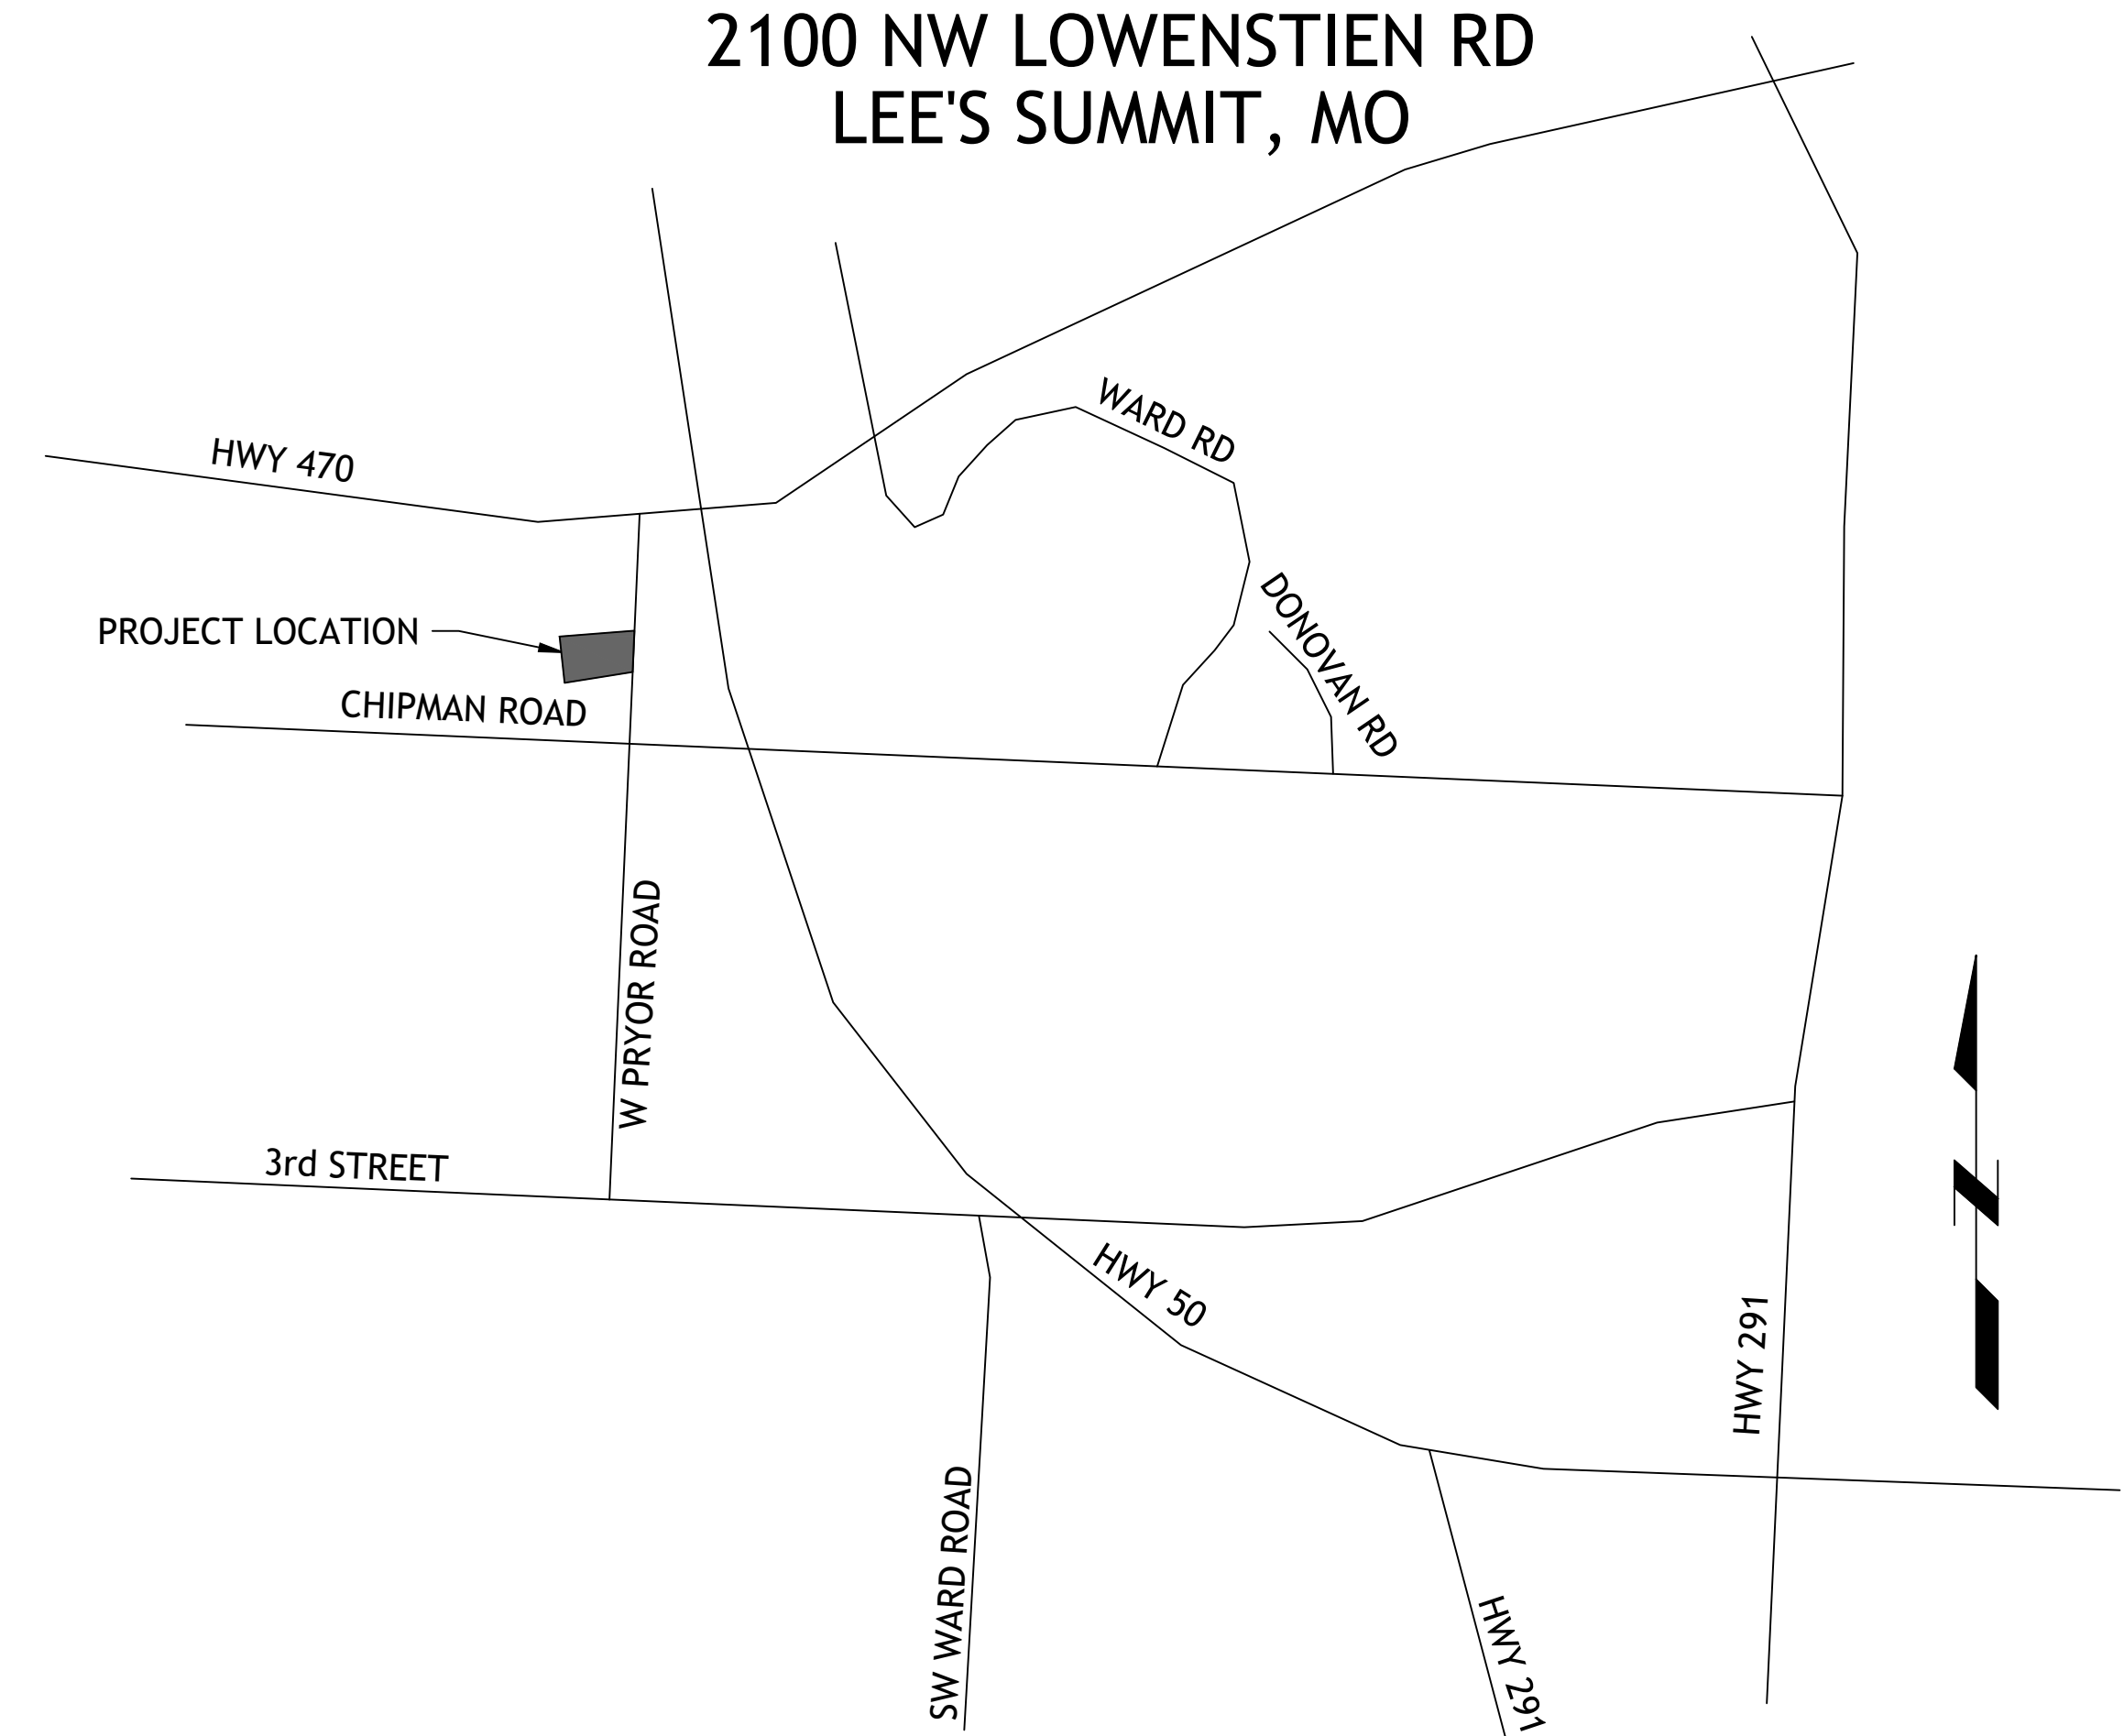 2100 NW LOWENSTIEN RD
LEE'S SUMMIT, MO
WARD RD
HWY 470
DONOVAN RD
PROJECT LOCATION
CHIPMAN ROAD
W PRYOR ROAD
3rd STREET
HWY 50
HWY 291
SW WARD ROAD
HWY 291
N